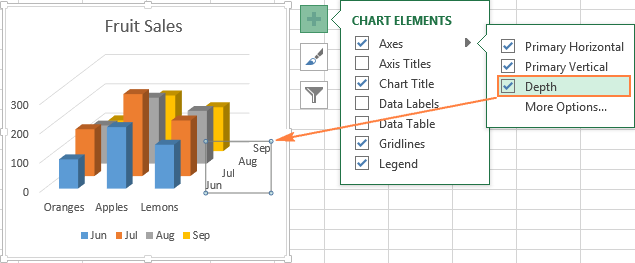 Fruit Sales
300
200
100
0
Oranges Apples Lemons
Sep
Aug
Jul
Jun
Jun Jul Aug Sep
CHART ELEMENTS
Axes
Axis Titles
Chart Title
Data Labels
Data Table
Gridlines
Legend
Primary Horizontal
Primary Vertical
Depth
More Options...